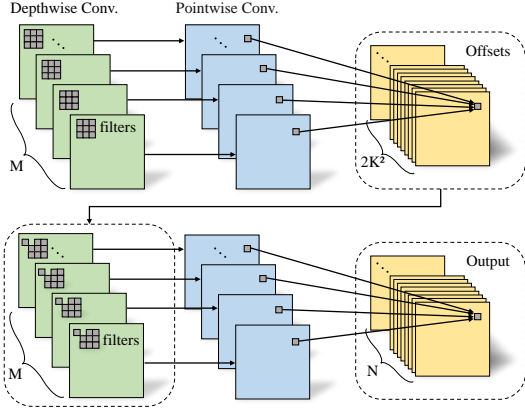 Depthwise Conv. Pointwise Conv.
Offsets
filters
M
2K²
Output
filters
M
N